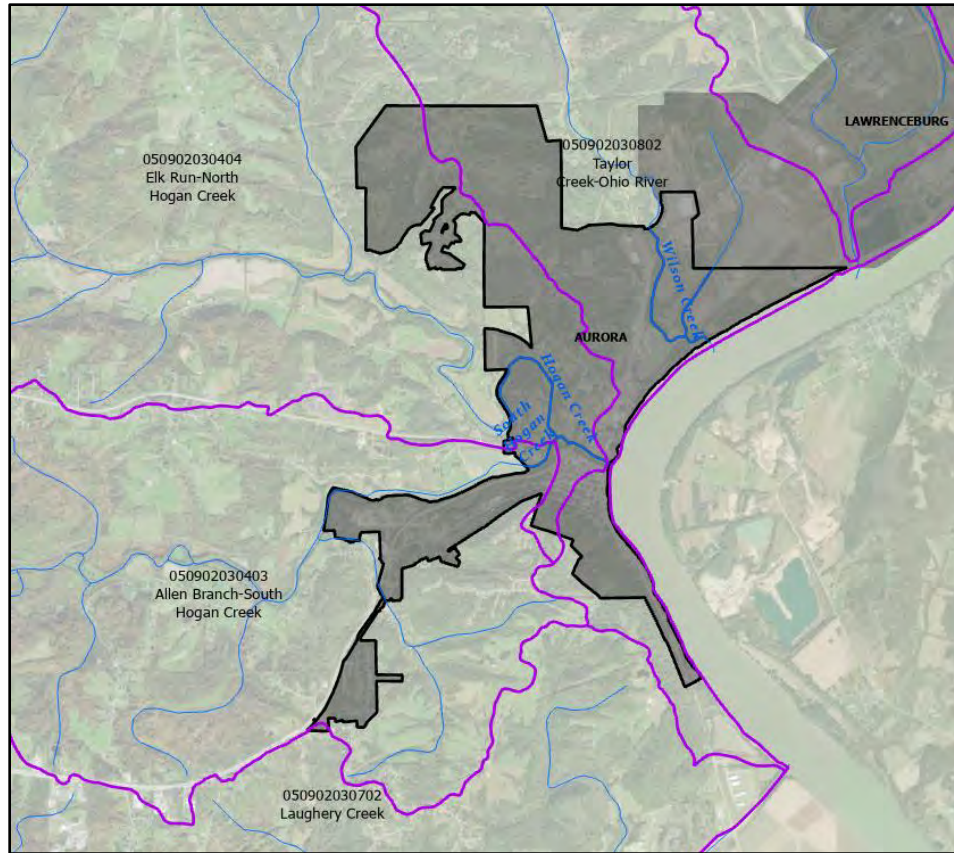 LAWRENCEBURG
050902030802
Taylor
Creek-Ohio River
050902030404
Elk Run-North
Hogan Creek
Wilson Creek
AURORA
Hogan Creek
South
Hogan
Creek
050902030403
Allen Branch-South
Hogan Creek
050902030702
Laughery Creek